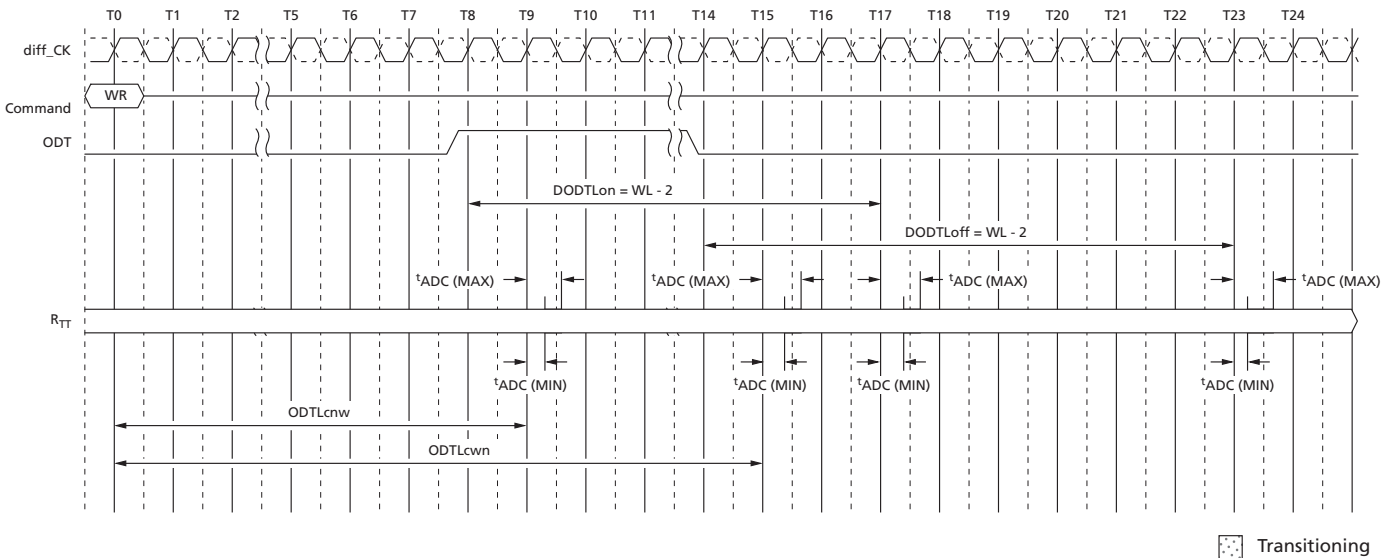 T0 T1 T2 T5 T6 T7 T8 T9 T10 T11 T14 T15 T16 T17 T18 T19 T20 T21 T22 T23 T24
diff_CK
WR
Command
ODT
DODTLon = WL - 2
DODTLoff = WL - 2
tADC (MAX) tADC (MAX) tADC (MAX) tADC (MAX)
RTT
tADC (MIN) tADC (MIN) tADC (MIN) tADC (MIN)
ODTLcnw
ODTLcwn
Transitioning